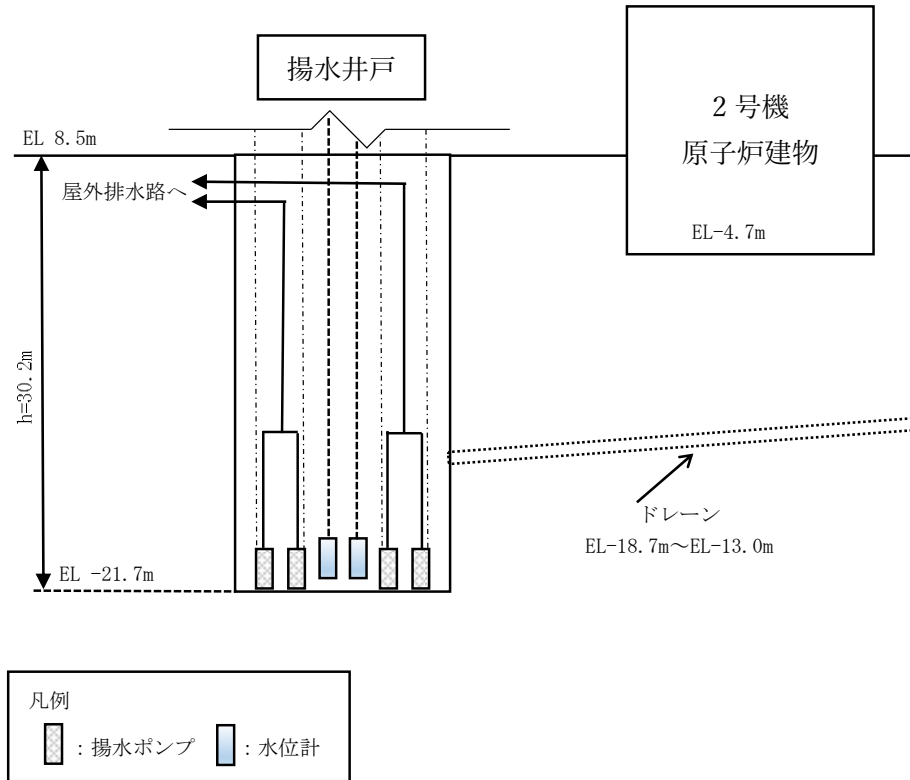 揚水井戸
2 号機
原子炉建物
EL-4.7m
EL 8.5m
屋外排水路へ
h=30.2m
ドレーン
EL-18.7m～EL-13.0m
EL -21.7m
凡例
：揚水ポンプ
：水位計